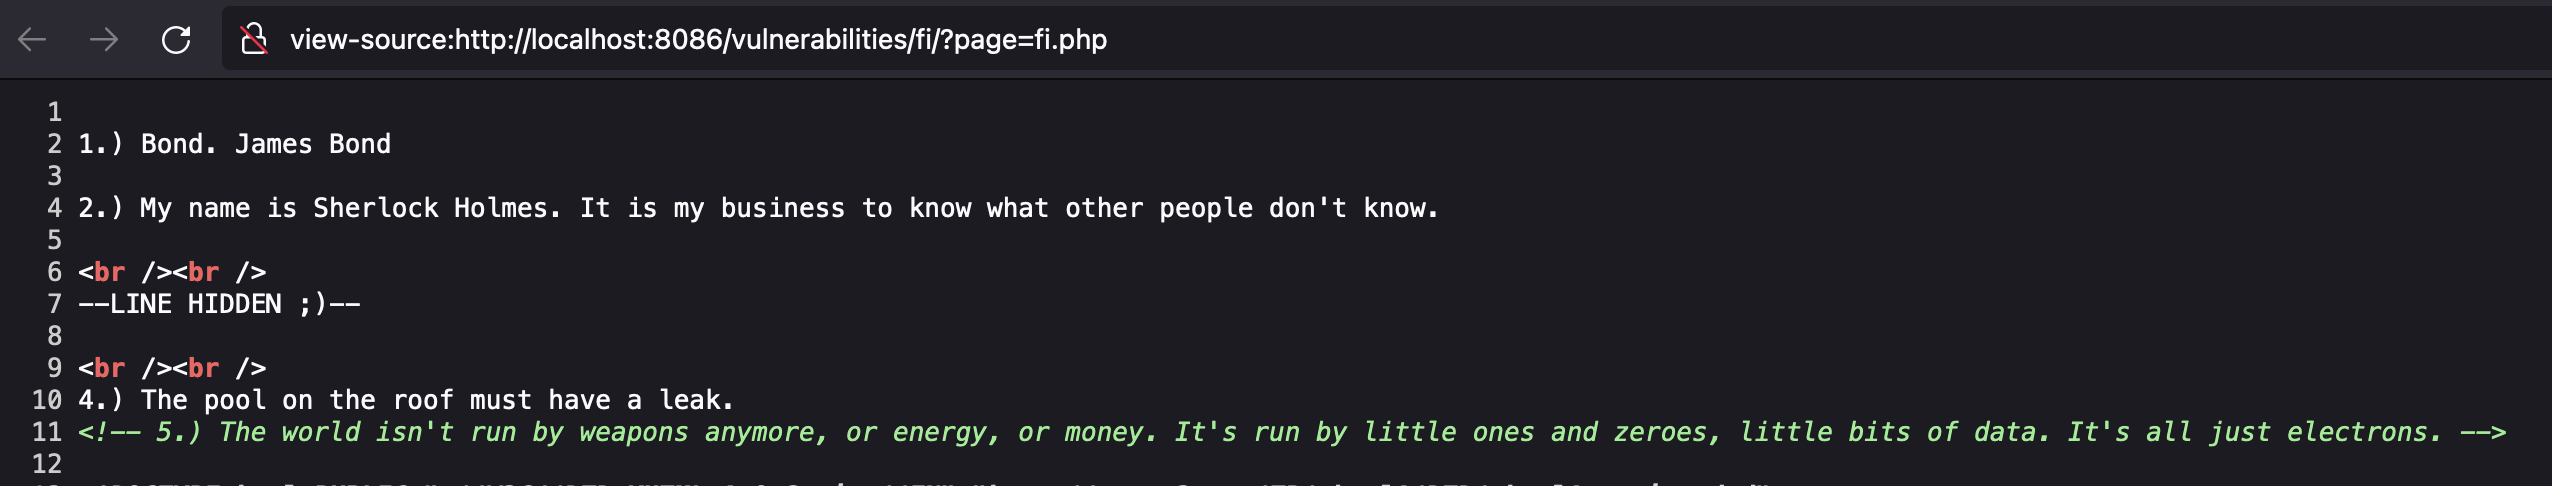 view-source:http://localhost:8086/vulnerabilities/fi/?page=fi.php
1
2 1.) Bond. James Bond
3
4 2.) My name is Sherlock Holmes. It is my business to know what other people don't know.
5
6 <br /><br />
7 --LINE HIDDEN ;)--
8
9 <br /><br />
10 4.) The pool on the roof must have a leak.
11 <!-- 5.) The world isn't run by weapons anymore, or energy, or money. It's run by little ones and zeroes, little bits of data. It's all just electrons. -->
12